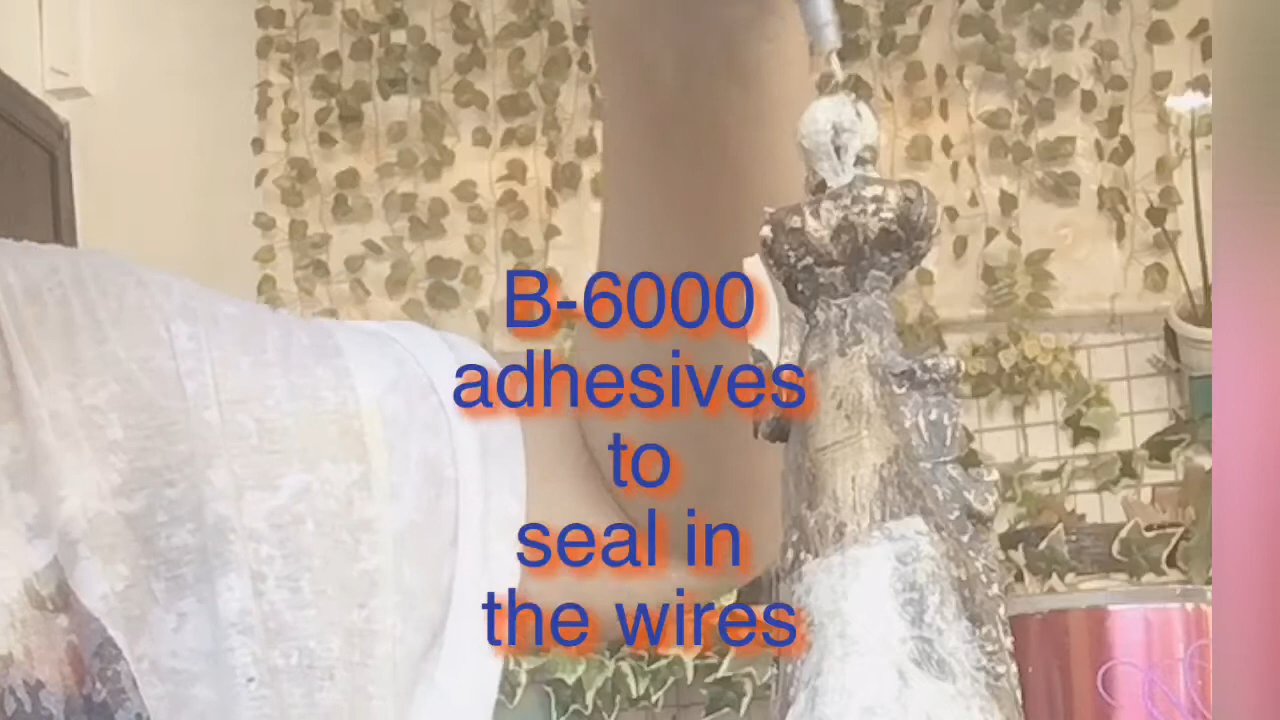 B-6000
adhesives
to
seal in
the wires